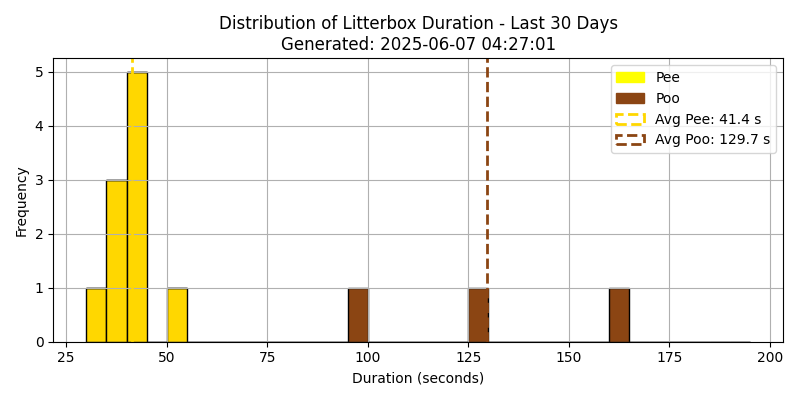 Distribution of Litterbox Duration - Last 30 Days
Generated: 2025-06-07 04:27:01
Pee
Poo
Avg Pee: 41.4 s
Avg Poo: 129.7 s
Frequency
5
4
3
2
1
0
25 50 75 100 125 150 175 200
Duration (seconds)